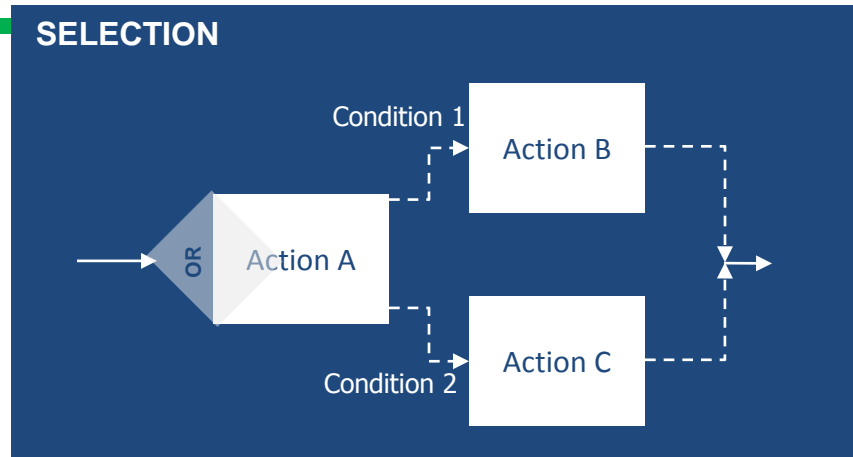 SELECTION
Condition 1
Action B
OR
Action A
Action C
Condition 2